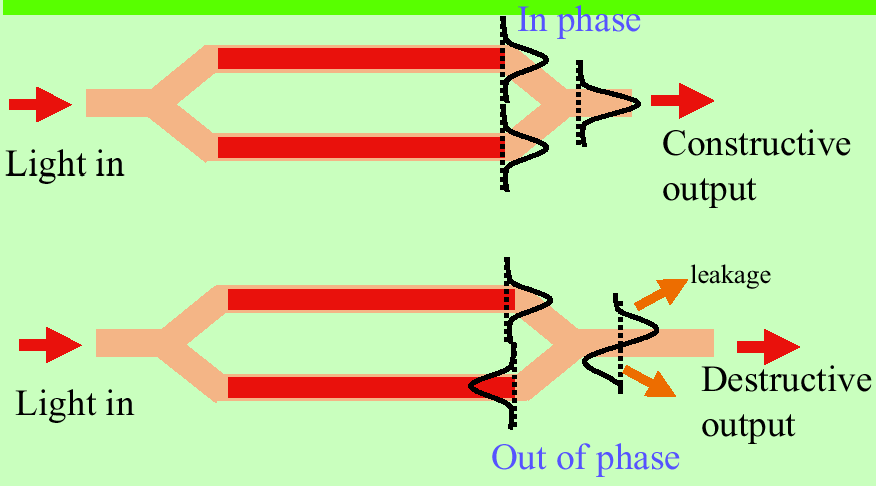 In phase
Light in
Constructive
output
leakage
Light in
Destructive
output
Out of phase